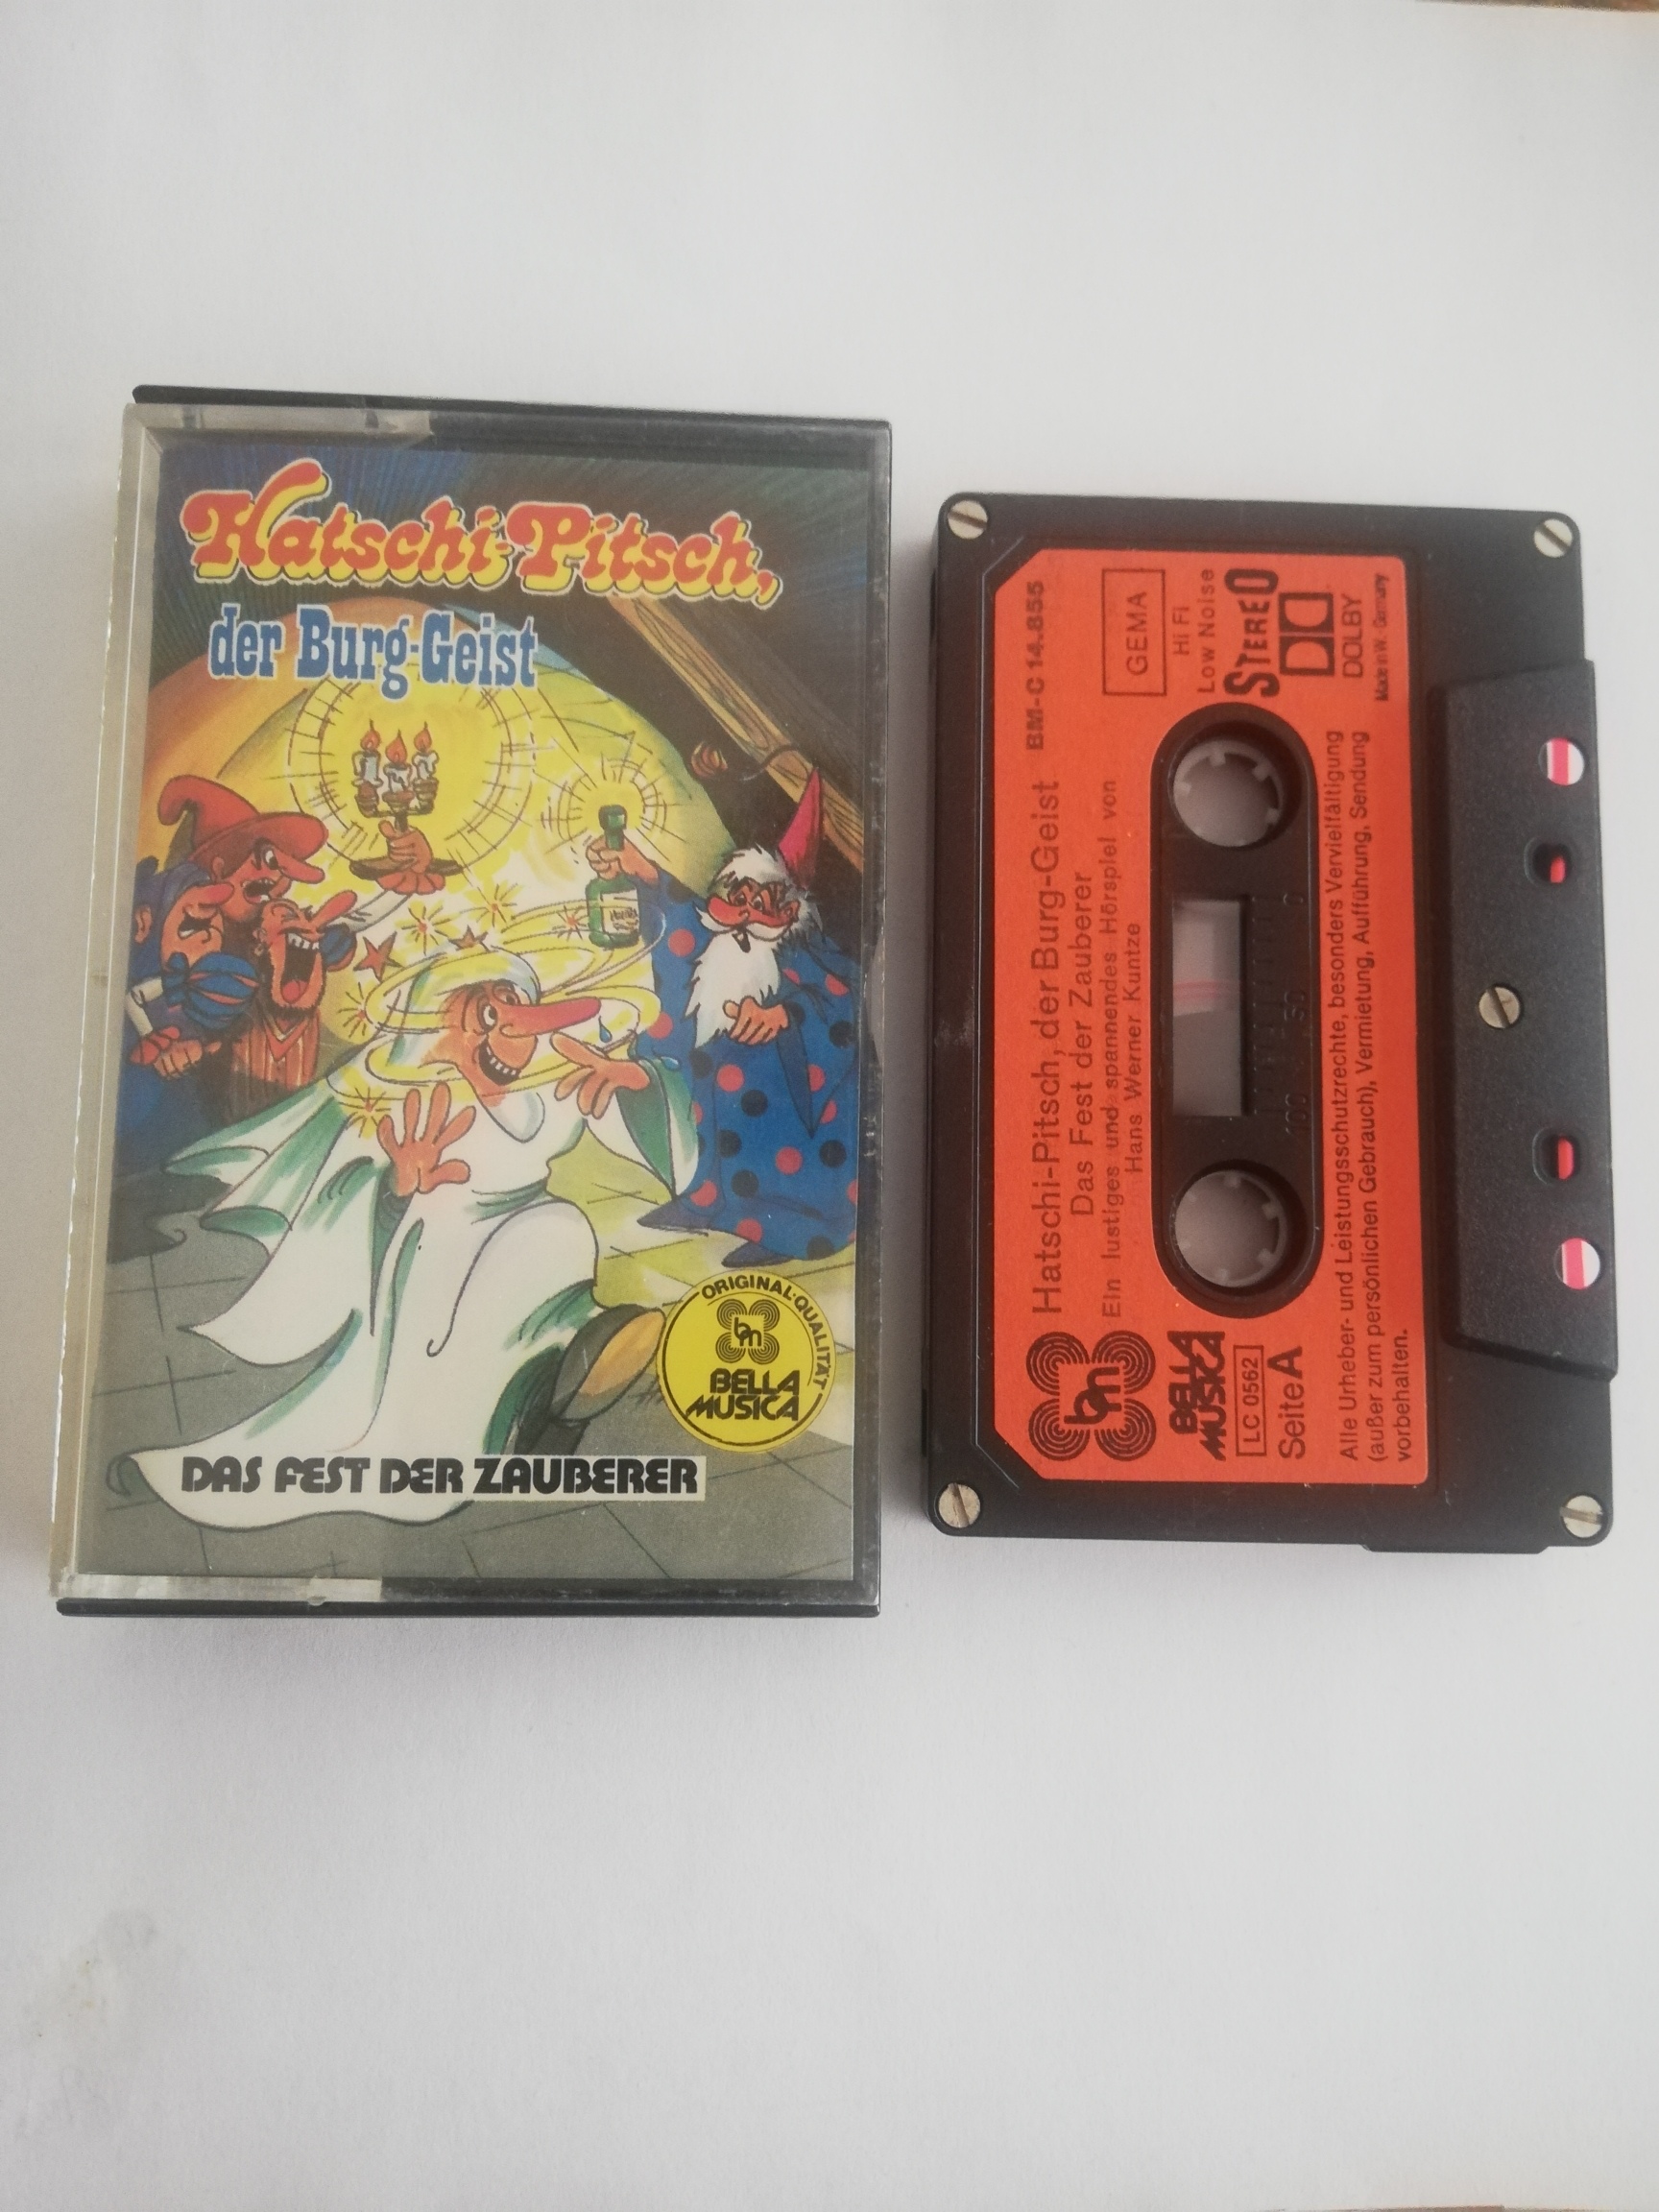 Hatschi-Pitsch,
der Burg-Geist
ORIGINAL-QUALITÄT
bm
BELLA
MUSICA
DAS FEST DER ZAUBERER
Hatschi-Pitsch, der Burg-Geist BM-C 14.855
Das Fest der Zauberer
Ein lustiges und spannendes Hörspiel von
Hans Werner Kuntze
GEMA
Hi Fi
Low Noise
STEREO
DOLBY
Made in W. Germany
bm
BELLA
MUSICA
LC 0562
Seite A
100 50 0
Alle Urheber- und Leistungsschutzrechte, besonders Vervielfältigung
(außer zum persönlichen Gebrauch), Vermietung, Aufführung, Sendung
vorbehalten.